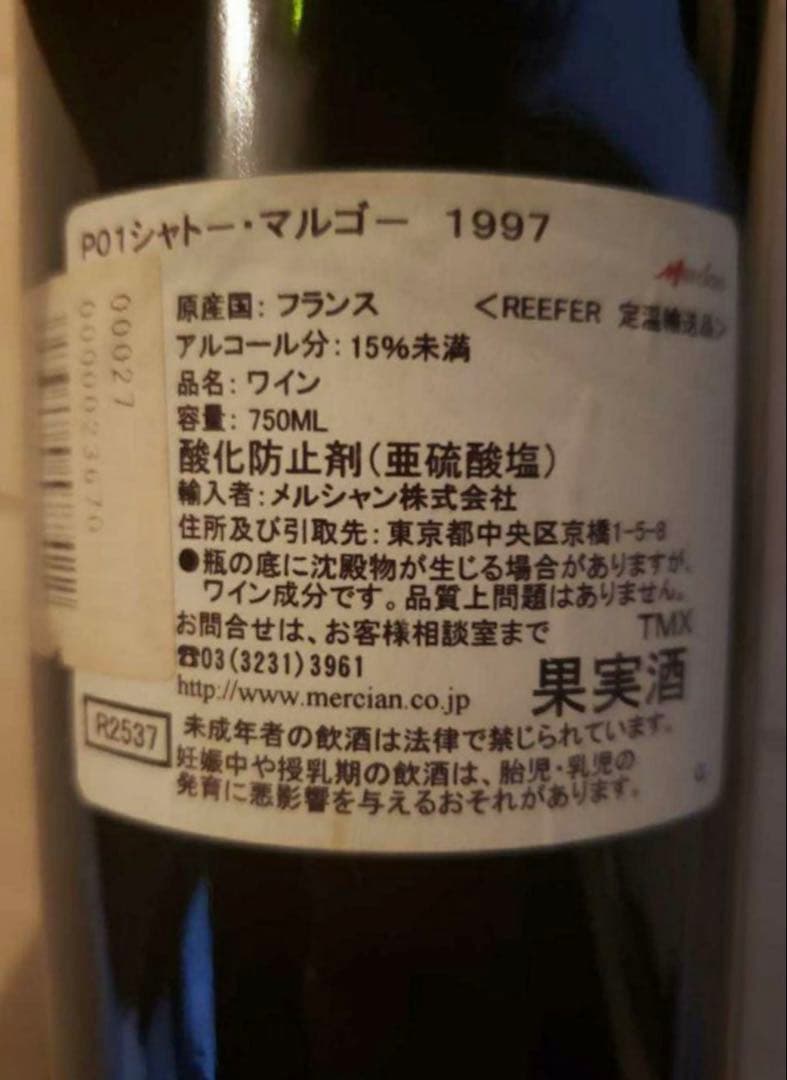 P01シャトー・マルゴー 1997
Mercian
原産国: フランス <REEFER 定温輸送品>
アルコール分: 15%未満
品名: ワイン
容量: 750ML
酸化防止剤(亜硫酸塩)
輸入者:メルシャン株式会社
住所及び引取先: 東京都中央区京橋1-5-8
●瓶の底に沈殿物が生じる場合がありますが、
ワイン成分です。品質上問題はありません。
お問合せは、お客様相談室まで TMX
☎03(3231)3961
http://www.mercian.co.jp
果実酒
R2537
未成年者の飲酒は法律で禁じられています。
妊娠中や授乳期の飲酒は、胎児・乳児の
発育に悪影響を与えるおそれがあります。
00027